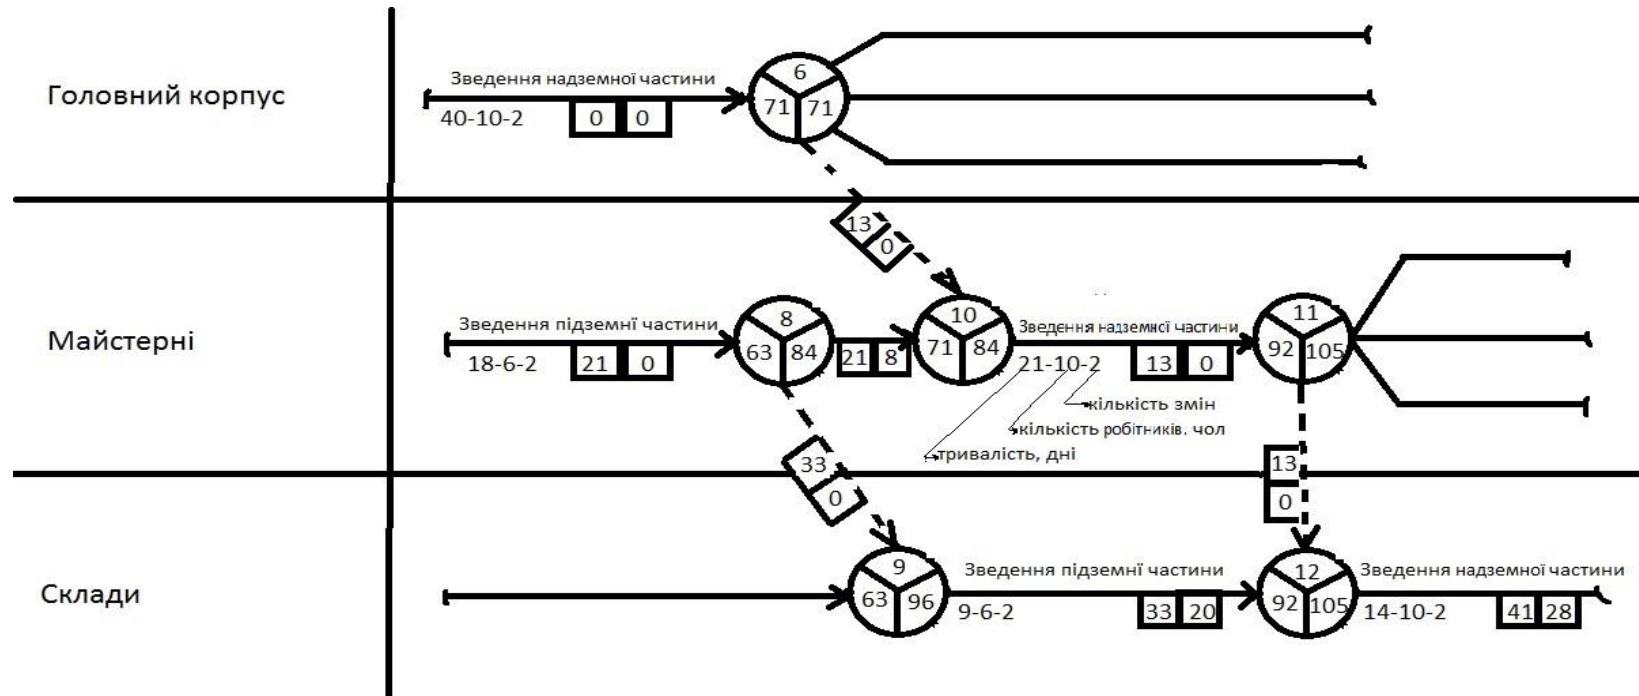 Головний корпус
Зведення надземної частини
40-10-2
0 0
6
71 71
13
0
Майстерні
Зведення підземнї частини
18-6-2
21 0
8
63 84
21 8
10
71 84
Зведення надземної частини
21-10-2
13 0
11
92 105
кількість змін
кількість робітників, чол
тривалість, дні
33
0
13
0
Склади
9
63 96
Зведення підземнї частини
9-6-2
33 20
12
92 105
Зведення надземної частини
14-10-2
41 28